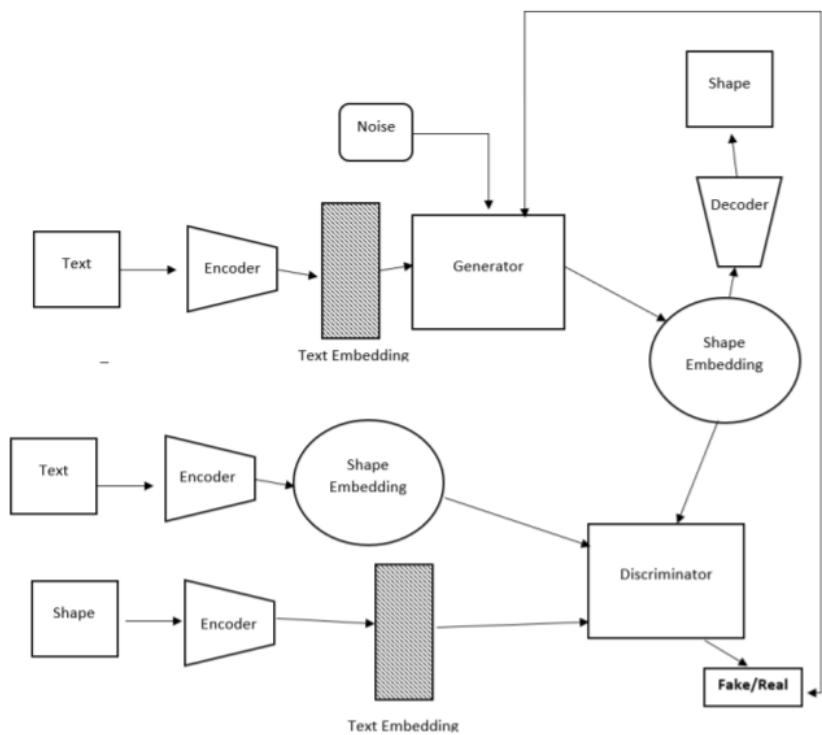 Shape
Noise
Decoder
Text
Encoder
Generator
Text Embedding
Shape
Embedding
Text
Encoder
Shape
Embedding
Discriminator
Shape
Encoder
Fake/Real
Text Embedding